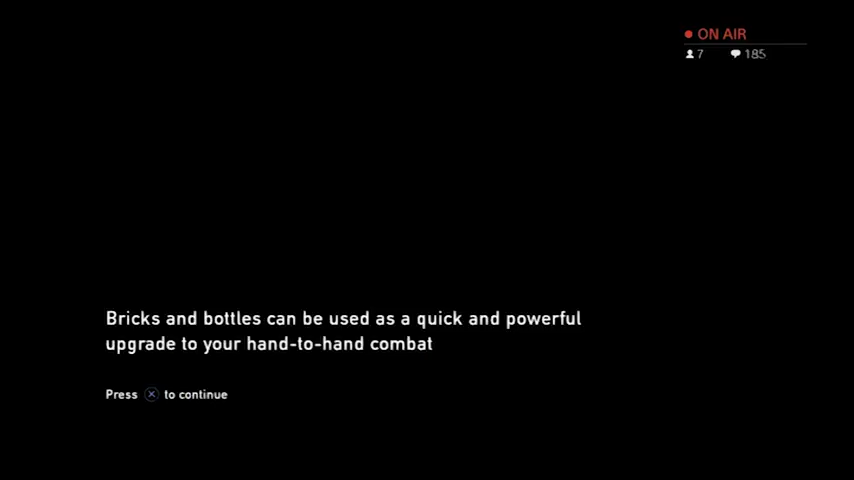 ON AIR
7 185
Bricks and bottles can be used as a quick and powerful
upgrade to your hand-to-hand combat
Press to continue